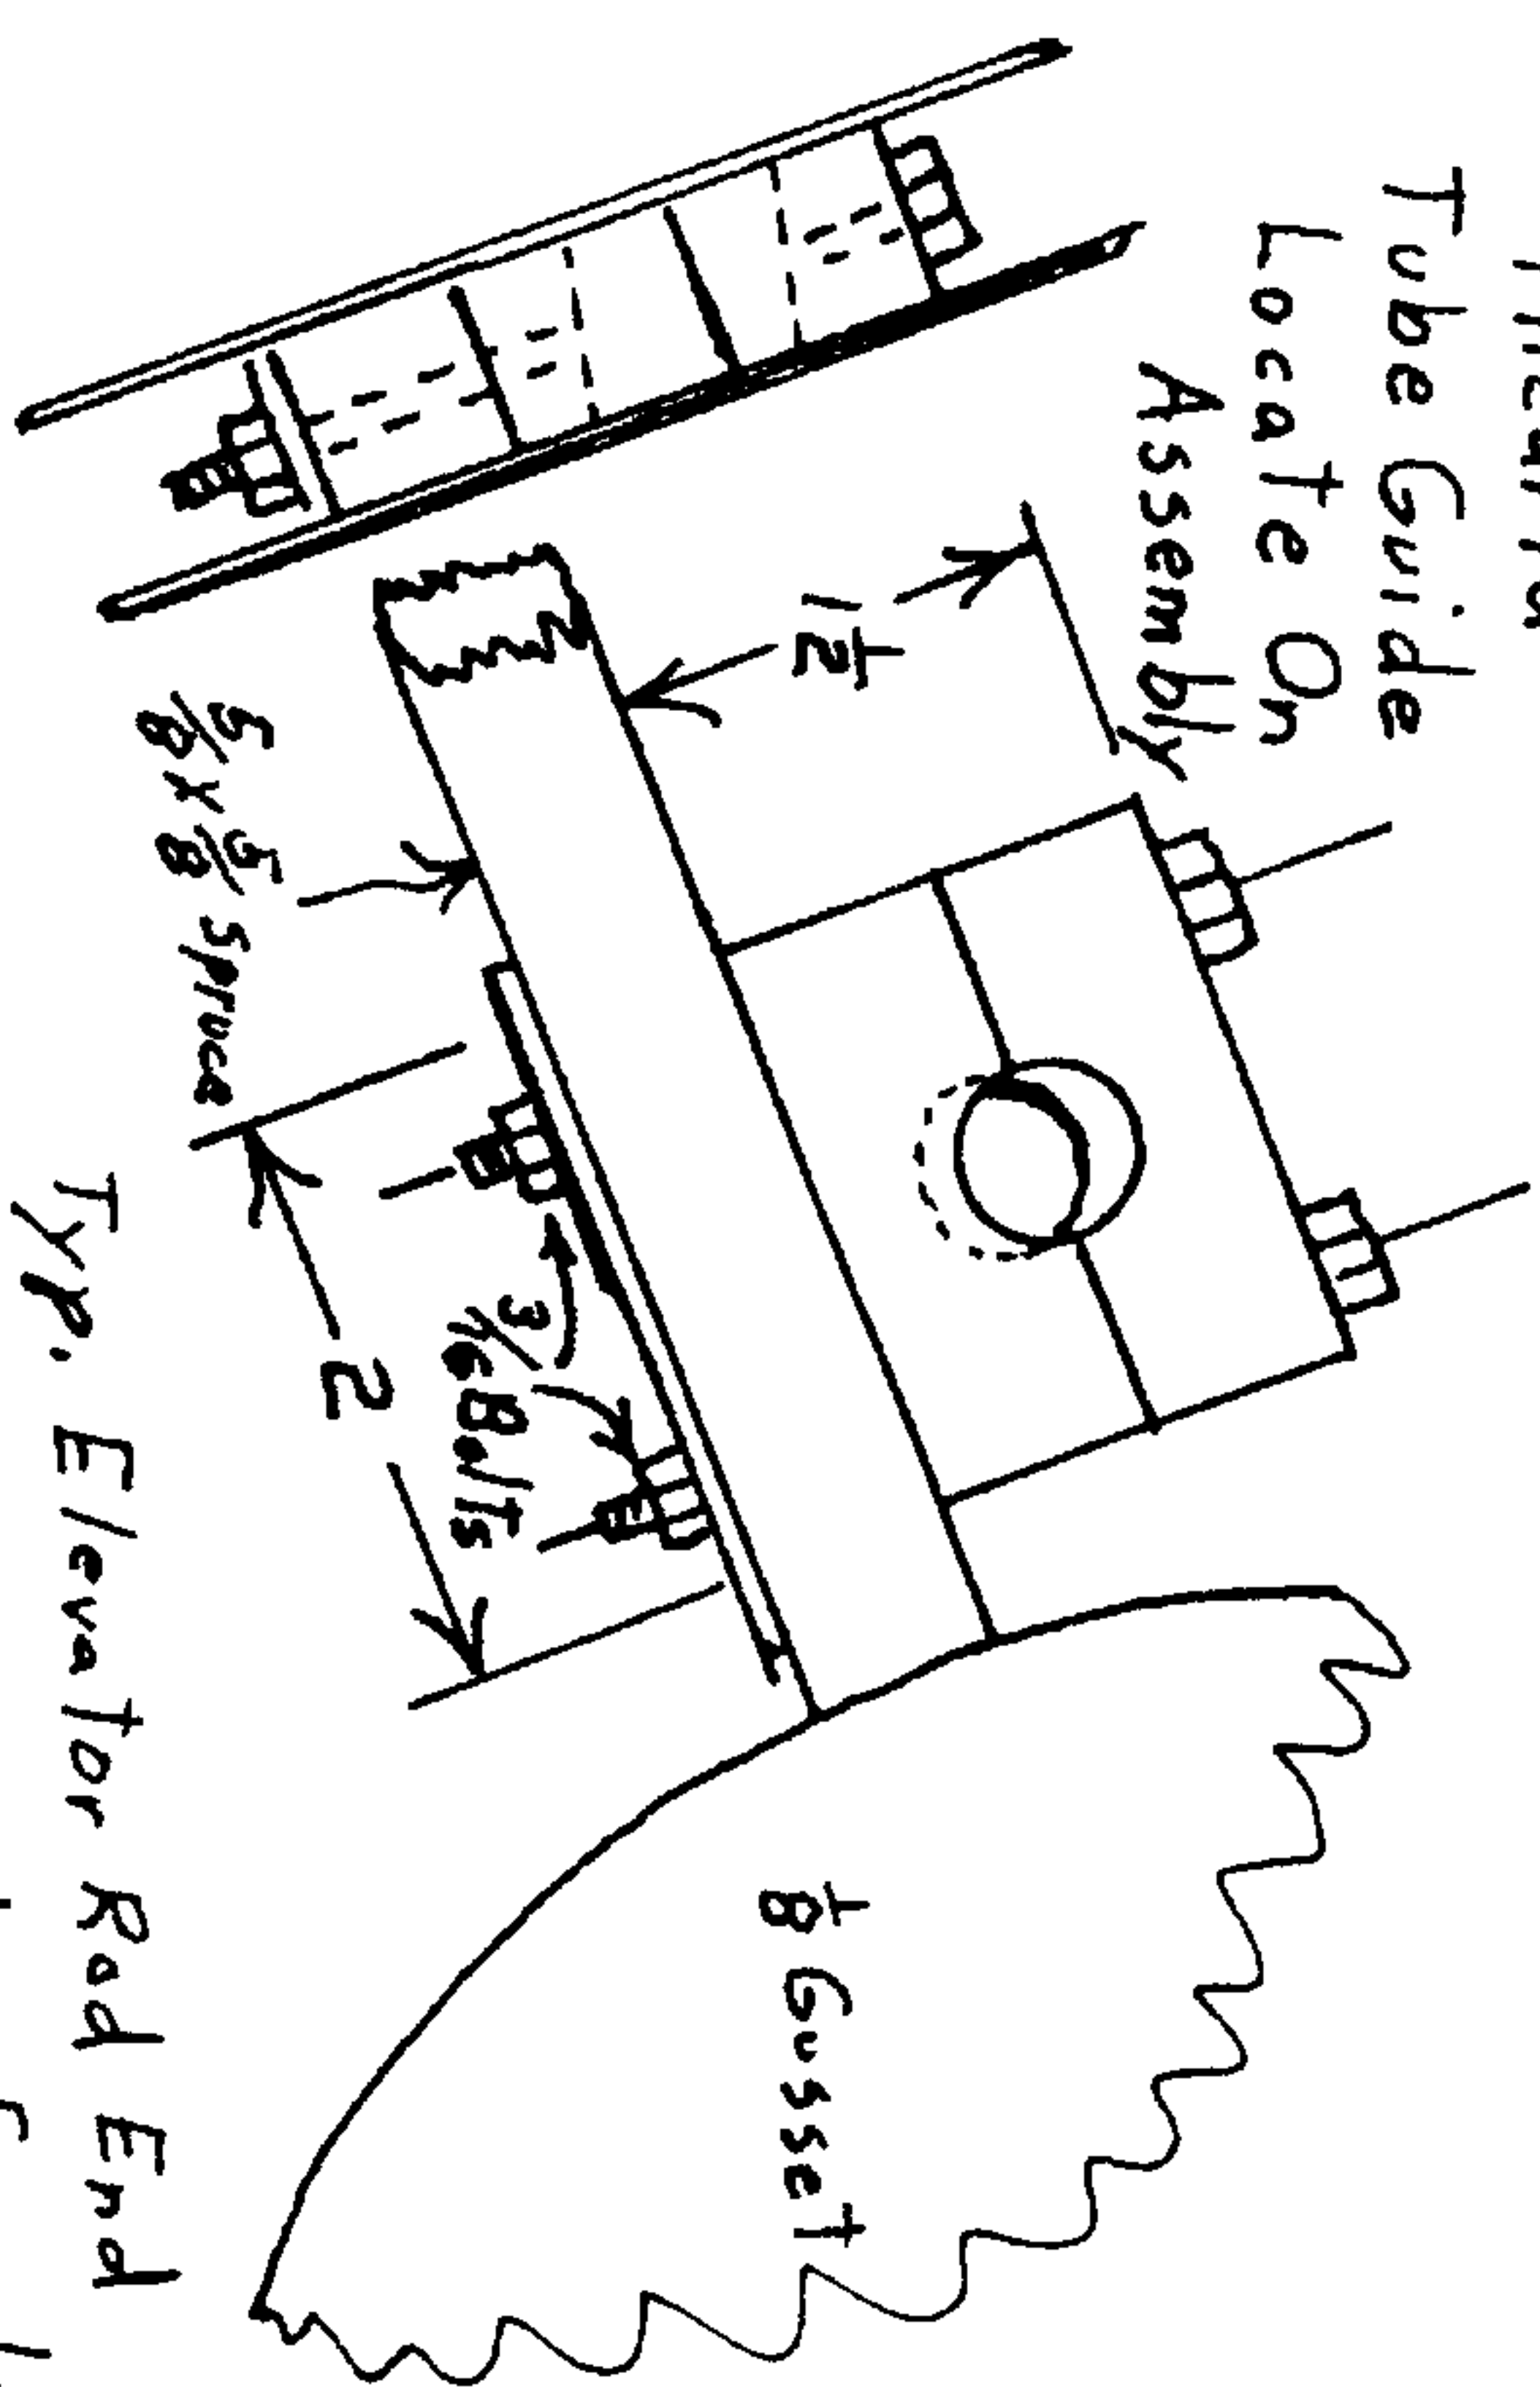 Tube Guide
Locate On
Assembly
1/2
5/8 x 5/8 spruce
2
3/16 Bolts
1/8 Gusset
Typ. Elevator Rod End